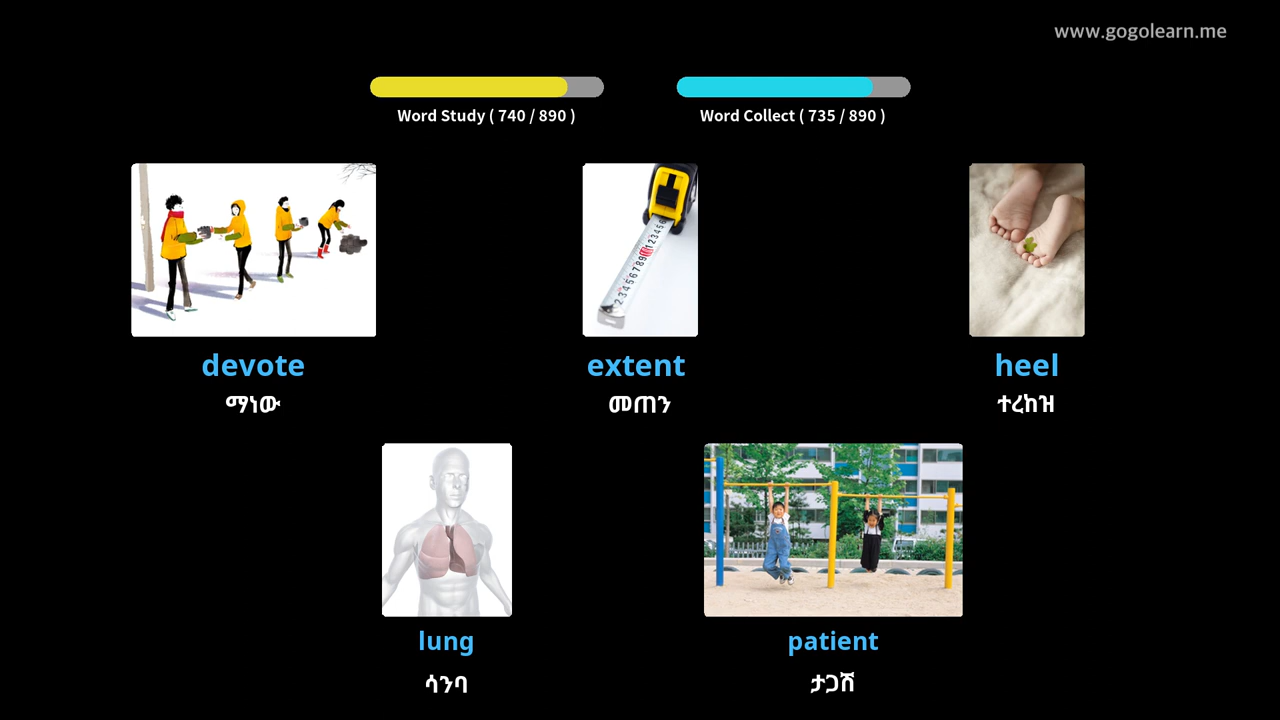 www.gogolearn.me
Word Study ( 740 / 890 )
Word Collect ( 735 / 890 )
devote
ማነው
extent
መጠን
heel
ተረከዝ
lung
ሳንባ
patient
ታጋሽ